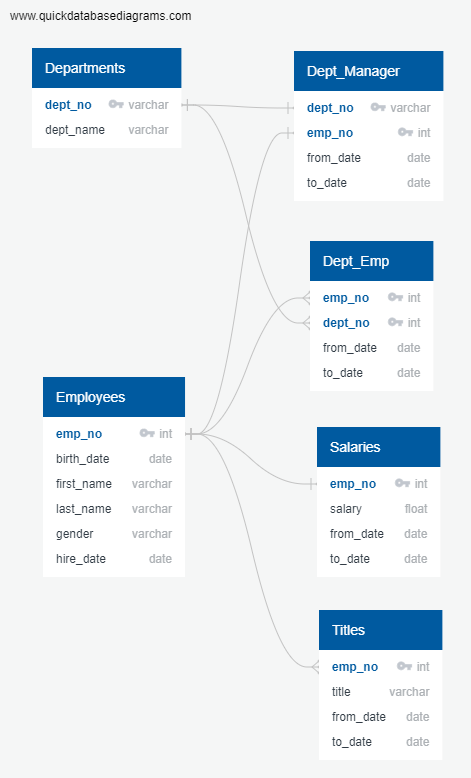 www.quickdatabasediagrams.com
Departments
dept_no varchar
dept_name varchar
Dept_Manager
dept_no varchar
emp_no int
from_date date
to_date date
Dept_Emp
emp_no int
dept_no int
from_date date
to_date date
Employees
emp_no int
birth_date date
first_name varchar
last_name varchar
gender varchar
hire_date date
Salaries
emp_no int
salary float
from_date date
to_date date
Titles
emp_no int
title varchar
from_date date
to_date date